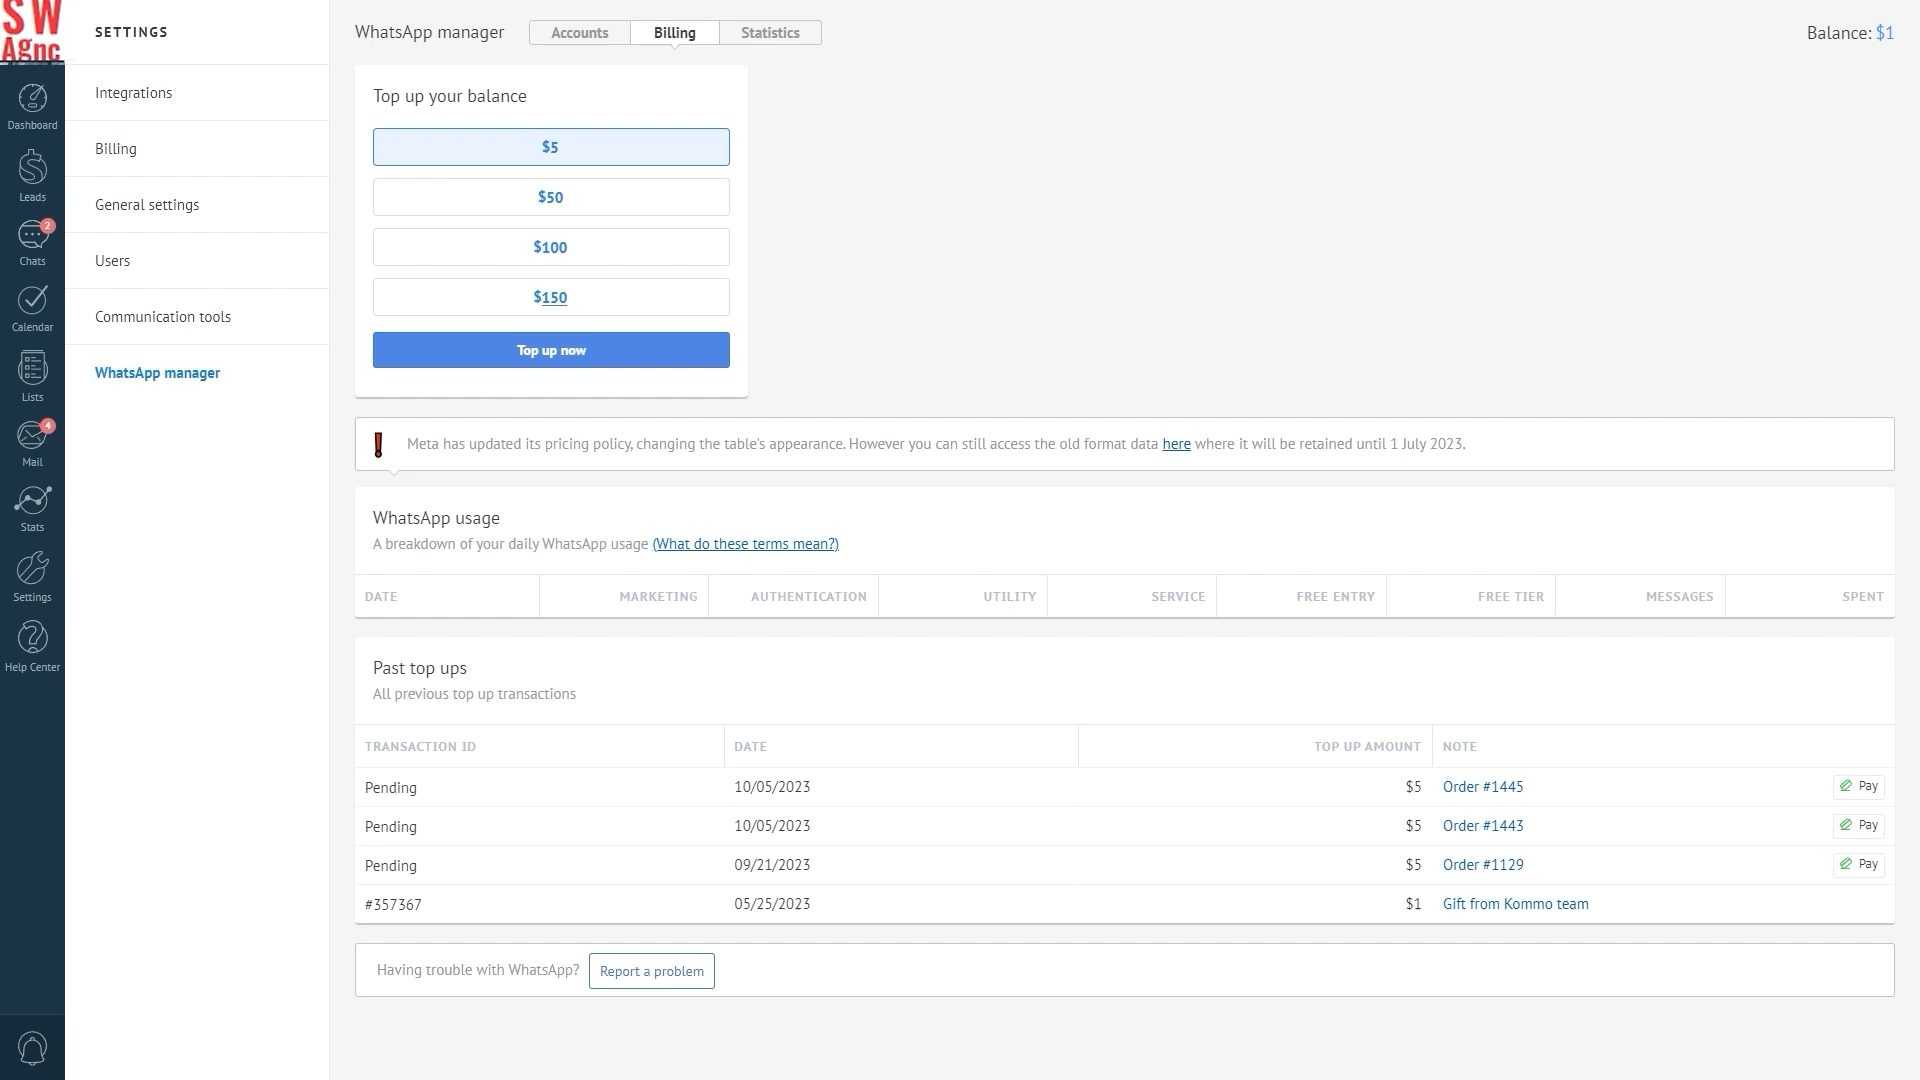 SW
Agnc
SETTINGS
WhatsApp manager
Accounts
Billing
Statistics
Balance: $1
Dashboard
Leads
2
Chats
Calendar
Lists
4
Mail
Stats
Settings
Help Center
Integrations
Billing
General settings
Users
Communication tools
WhatsApp manager
Top up your balance
$5
$50
$100
$150
Top up now
Meta has updated its pricing policy, changing the table's appearance. However you can still access the old format data here where it will be retained until 1 July 2023.
WhatsApp usage
A breakdown of your daily WhatsApp usage (What do these terms mean?)
DATE MARKETING AUTHENTICATION UTILITY SERVICE FREE ENTRY FREE TIER MESSAGES SPENT
Past top ups
All previous top up transactions
TRANSACTION ID DATE TOP UP AMOUNT NOTE
Pending 10/05/2023 $5 Order #1445 Pay
Pending 10/05/2023 $5 Order #1443 Pay
Pending 09/21/2023 $5 Order #1129 Pay
#357367 05/25/2023 $1 Gift from Kommo team
Having trouble with WhatsApp? Report a problem